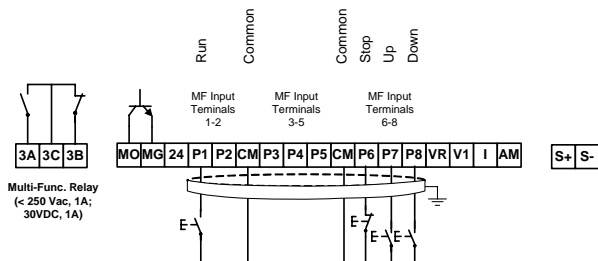 Run
Common
Common
Stop
Up
Down
MF Input
Teminals
1-2
MF Input
Teminals
3-5
MF Input
Terminals
6-8
3A 3C 3B
MO MG 24 P1 P2 CM P3 P4 P5 CM P6 P7 P8 VR V1 I AM
S+ S-
Multi-Func. Relay
(< 250 Vac, 1A;
30VDC, 1A)